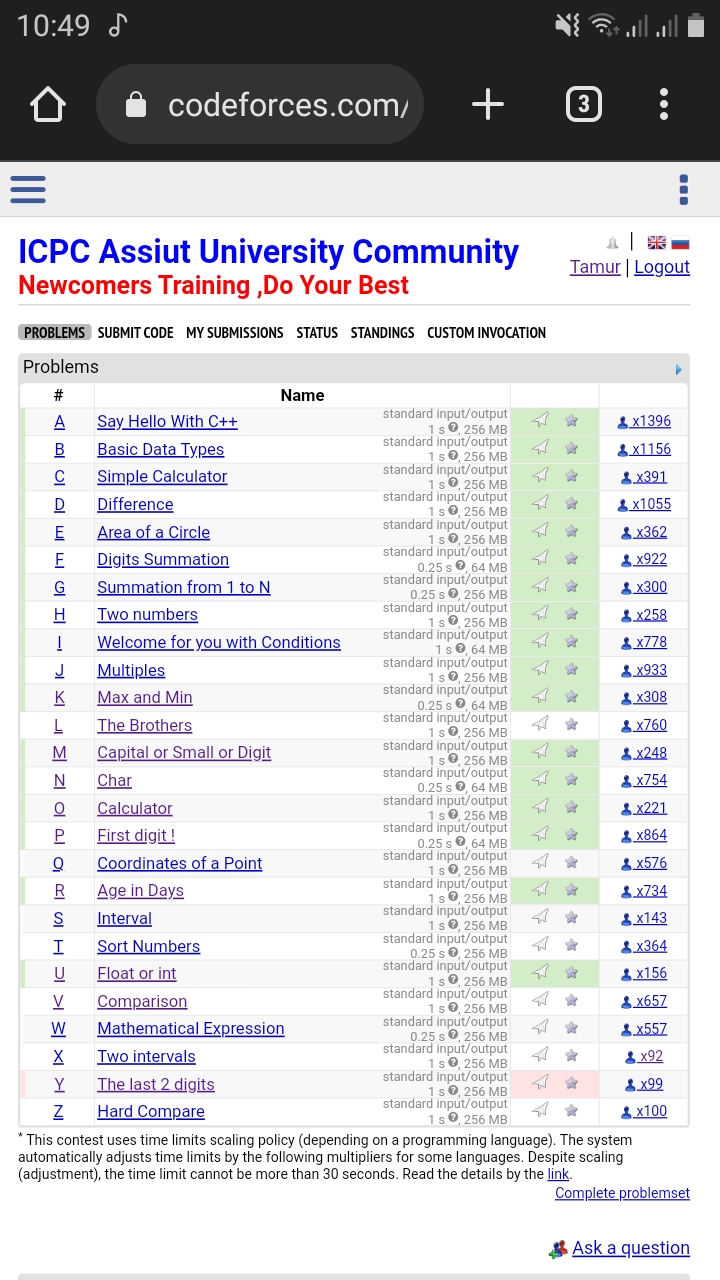 10:49
codeforces.com/
3
ICPC Assiut University Community
Newcomers Training ,Do Your Best
Tamur | Logout
PROBLEMS SUBMIT CODE MY SUBMISSIONS STATUS STANDINGS CUSTOM INVOCATION
Problems
# Name
A Say Hello With C++ standard input/output 1 s ?, 256 MB x1396
B Basic Data Types standard input/output 1 s ?, 256 MB x1156
C Simple Calculator standard input/output 1 s ?, 256 MB x391
D Difference standard input/output 1 s ?, 256 MB x1055
E Area of a Circle standard input/output 1 s ?, 256 MB x362
F Digits Summation standard input/output 0.25 s ?, 64 MB x922
G Summation from 1 to N standard input/output 0.25 s ?, 256 MB x300
H Two numbers standard input/output 1 s ?, 256 MB x258
I Welcome for you with Conditions standard input/output 1 s ?, 64 MB x778
J Multiples standard input/output 1 s ?, 256 MB x933
K Max and Min standard input/output 0.25 s ?, 64 MB x308
L The Brothers standard input/output 1 s ?, 256 MB x760
M Capital or Small or Digit standard input/output 1 s ?, 256 MB x248
N Char standard input/output 0.25 s ?, 64 MB x754
O Calculator standard input/output 1 s ?, 256 MB x221
P First digit ! standard input/output 0.25 s ?, 64 MB x864
Q Coordinates of a Point standard input/output 1 s ?, 256 MB x576
R Age in Days standard input/output 1 s ?, 256 MB x734
S Interval standard input/output 1 s ?, 256 MB x143
T Sort Numbers standard input/output 0.25 s ?, 256 MB x364
U Float or int standard input/output 1 s ?, 256 MB x156
V Comparison standard input/output 1 s ?, 256 MB x657
W Mathematical Expression standard input/output 0.25 s ?, 256 MB x557
X Two intervals standard input/output 1 s ?, 256 MB x92
Y The last 2 digits standard input/output 1 s ?, 256 MB x99
Z Hard Compare standard input/output 1 s ?, 256 MB x100
* This contest uses time limits scaling policy (depending on a programming language). The system
automatically adjusts time limits by the following multipliers for some languages. Despite scaling
(adjustment), the time limit cannot be more than 30 seconds. Read the details by the link.
Complete problemset
Ask a question